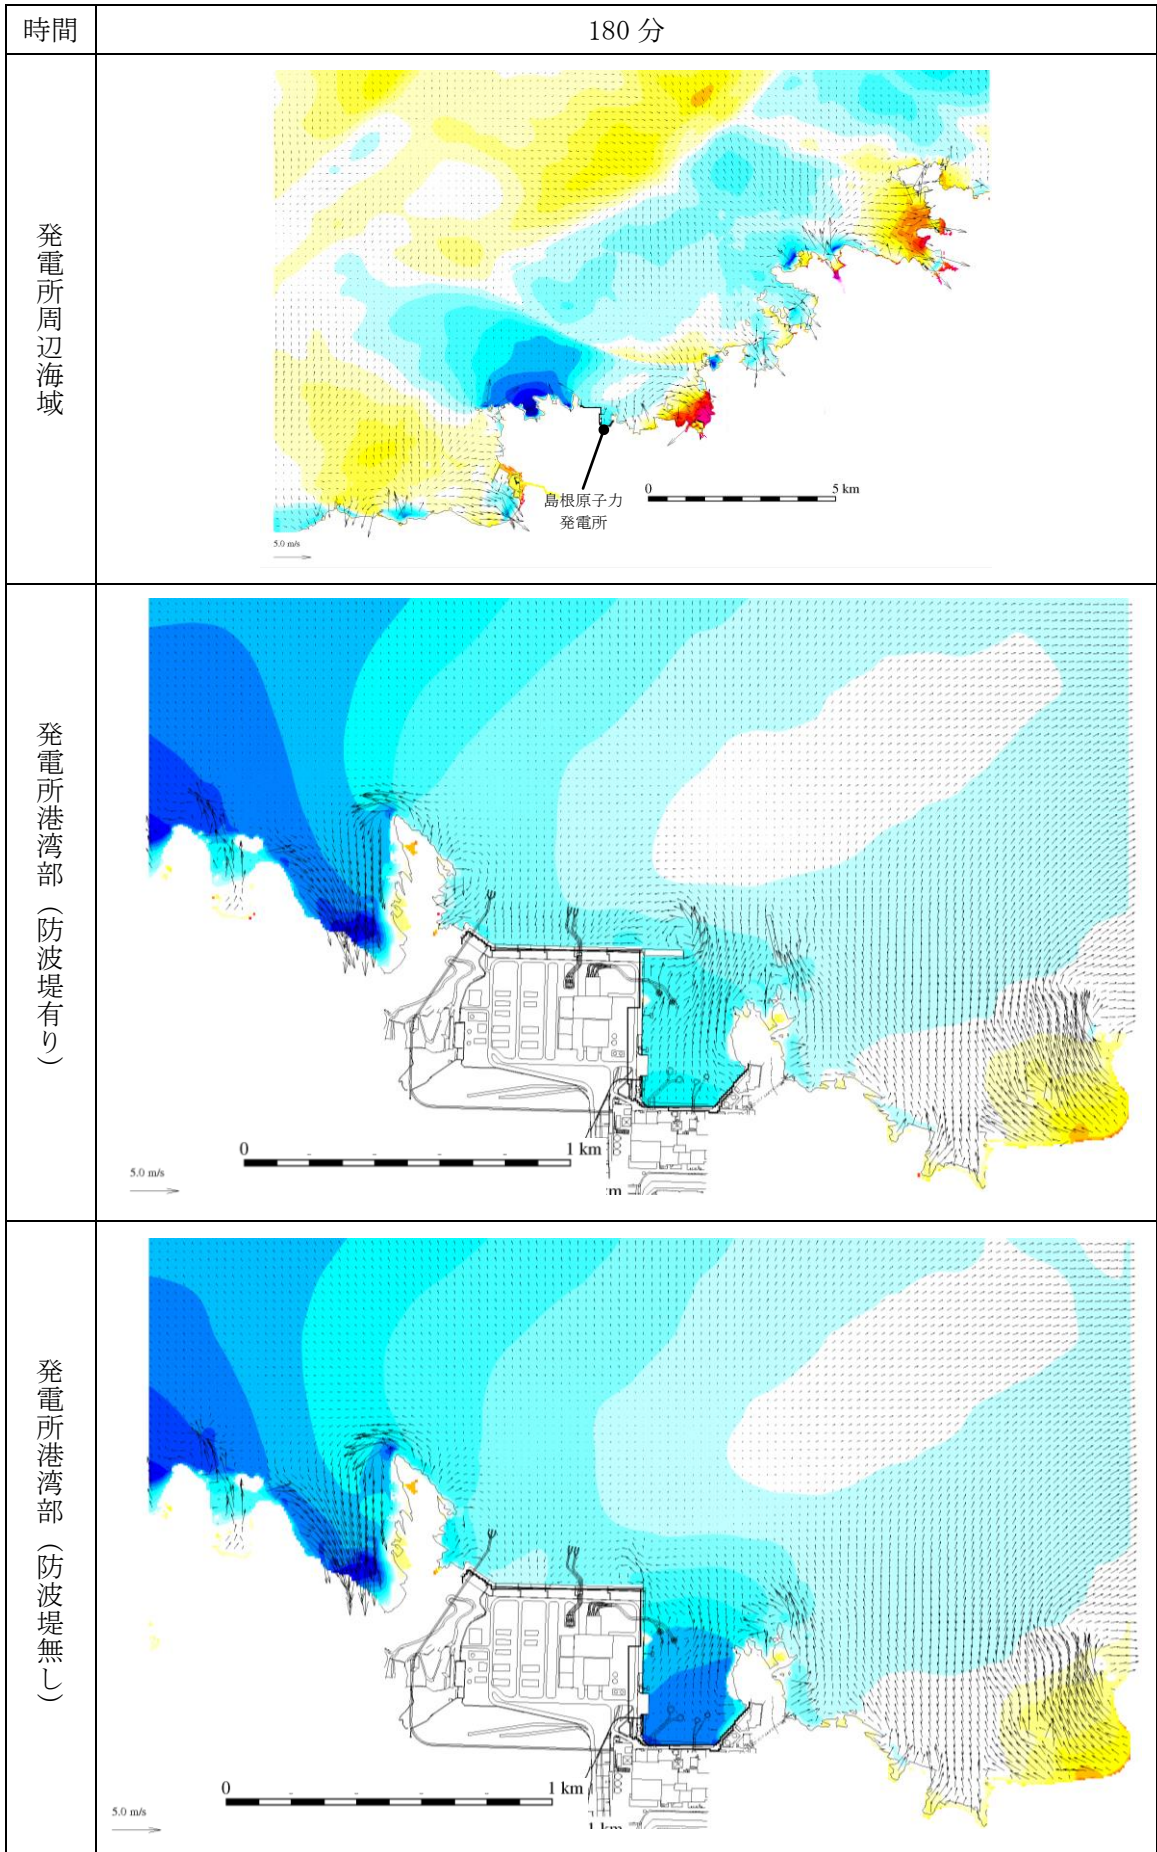 時間
180 分
発電所周辺海域
島根原子力
発電所
0 5 km
5.0 m/s
発電所港湾部（防波堤有り）
0 1 km
5.0 m/s
発電所港湾部（防波堤無し）
0 1 km
5.0 m/s